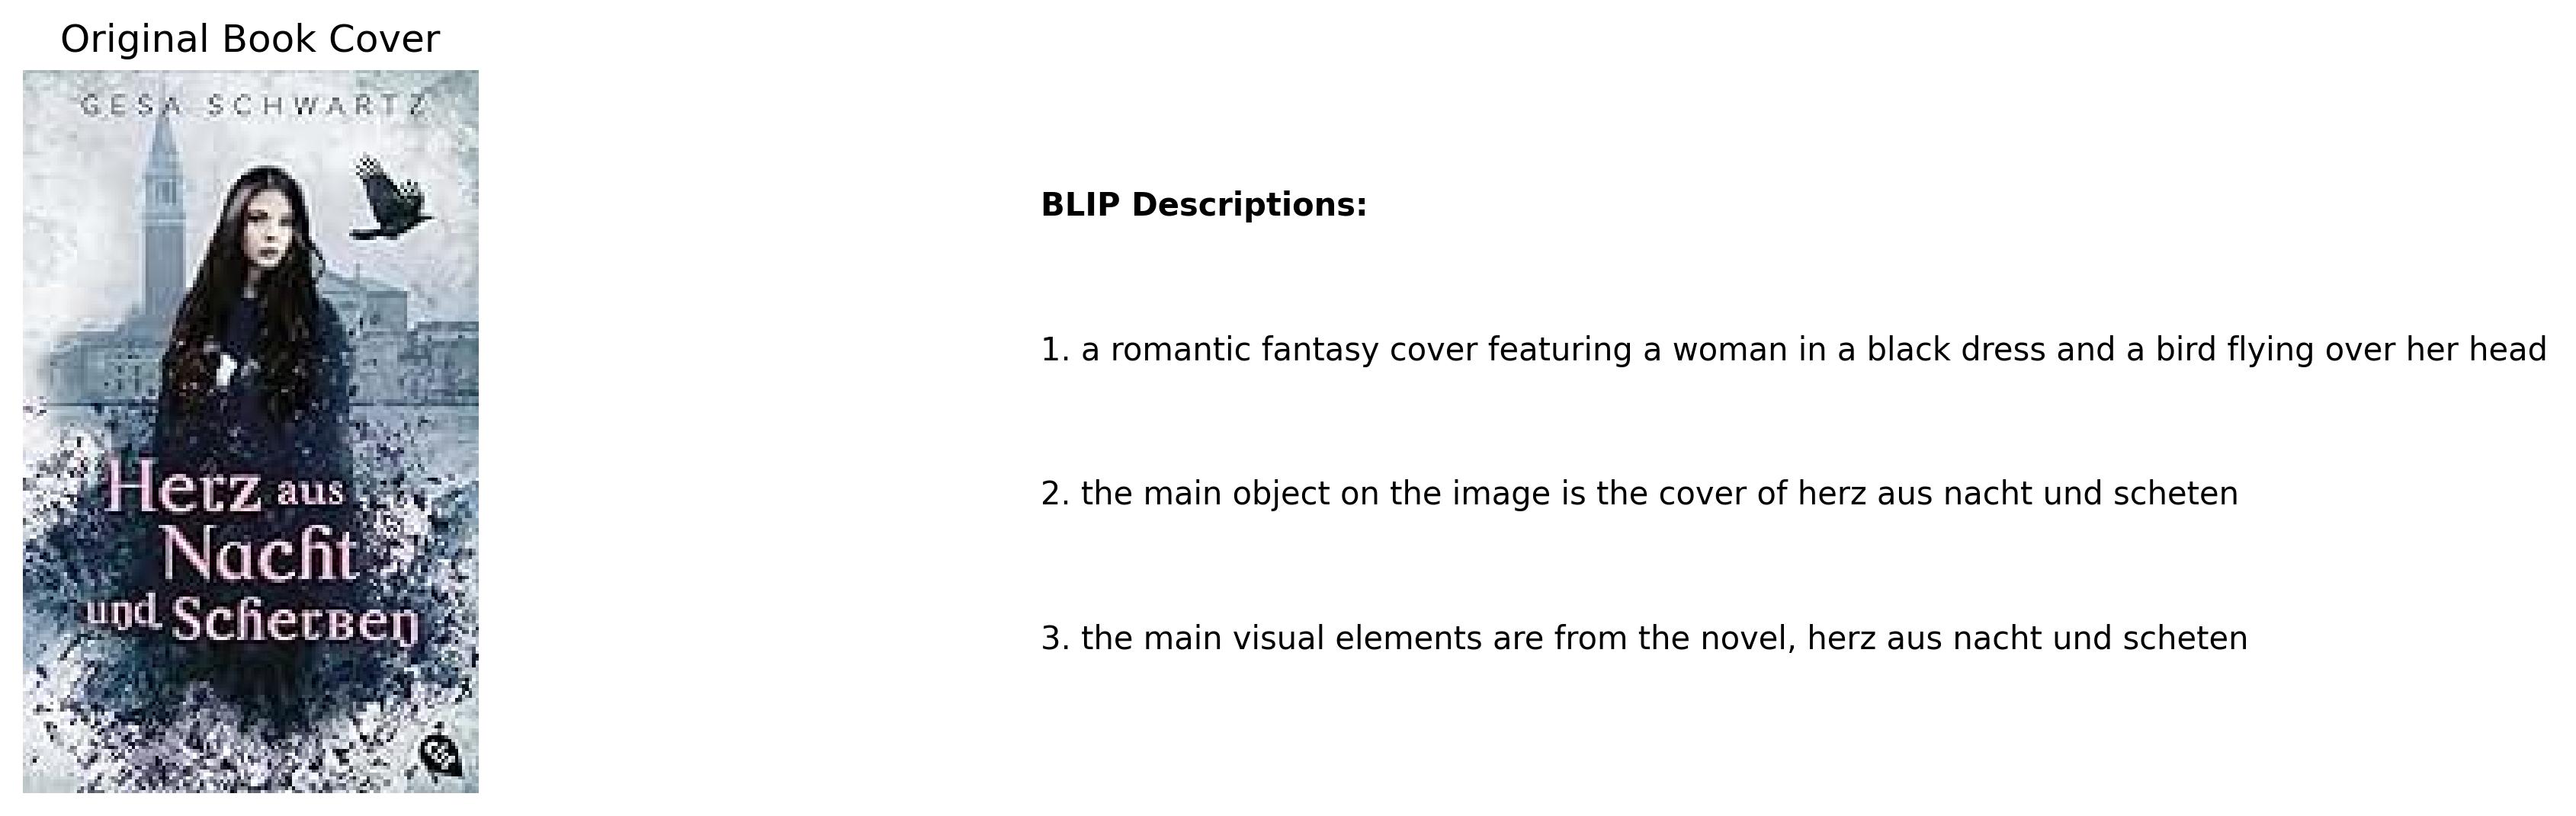 Original Book Cover
GESA SCHWARTZ
Herz aus
Nacht
und Scherben
BLIP Descriptions:
1. a romantic fantasy cover featuring a woman in a black dress and a bird flying over her head
2. the main object on the image is the cover of herz aus nacht und scheten
3. the main visual elements are from the novel, herz aus nacht und scheten